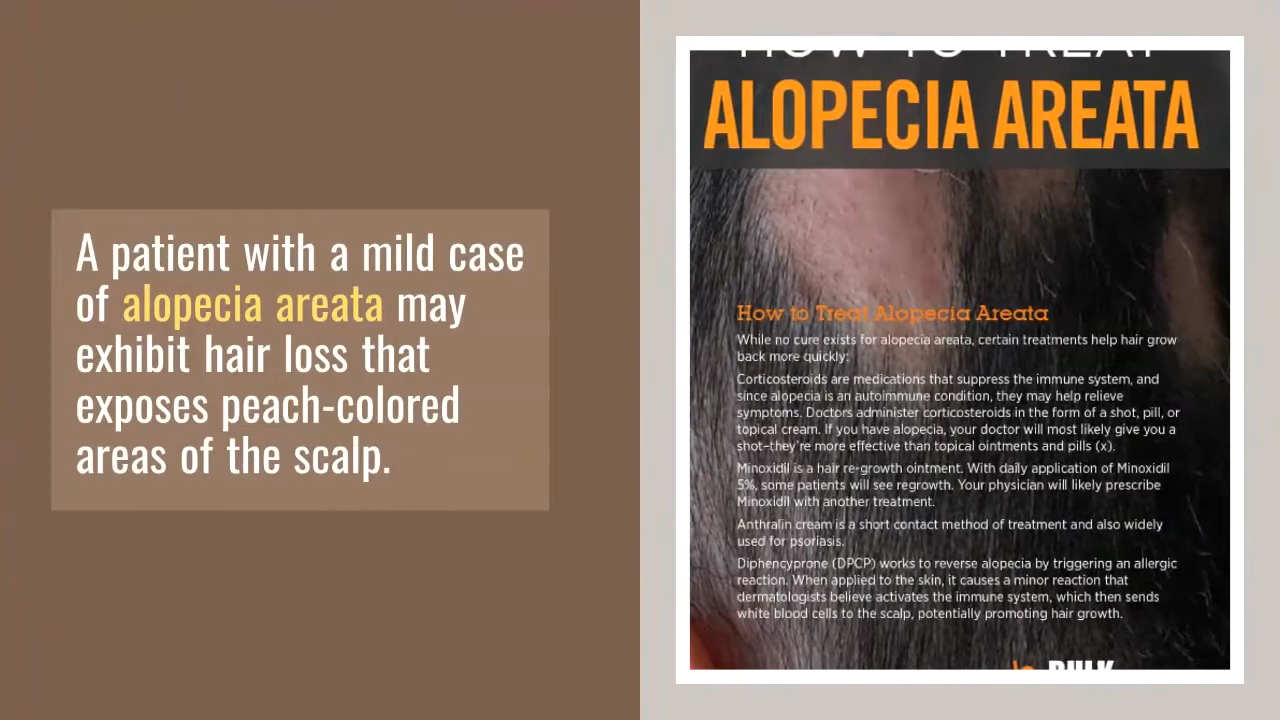 A patient with a mild case
of alopecia areata may
exhibit hair loss that
exposes peach-colored
areas of the scalp.
HOW TO TREAT
ALOPECIA AREATA
How to Treat Alopecia Areata
While no cure exists for alopecia areata, certain treatments help hair grow
back more quickly:
Corticosteroids are medications that suppress the immune system, and
since alopecia is an autoimmune condition, they may help relieve
symptoms. Doctors administer corticosteroids in the form of a shot, pill, or
topical cream. If you have alopecia, your doctor will most likely give you a
shot–they're more effective than topical ointments and pills (x).
Minoxidil is a hair re-growth ointment. With daily application of Minoxidil
5%, some patients will see regrowth. Your physician will likely prescribe
Minoxidil with another treatment.
Anthralin cream is a short contact method of treatment and also widely
used for psoriasis.
Diphencyprone (DPCP) works to reverse alopecia by triggering an allergic
reaction. When applied to the skin, it causes a minor reaction that
dermatologists believe activates the immune system, which then sends
white blood cells to the scalp, potentially promoting hair growth.